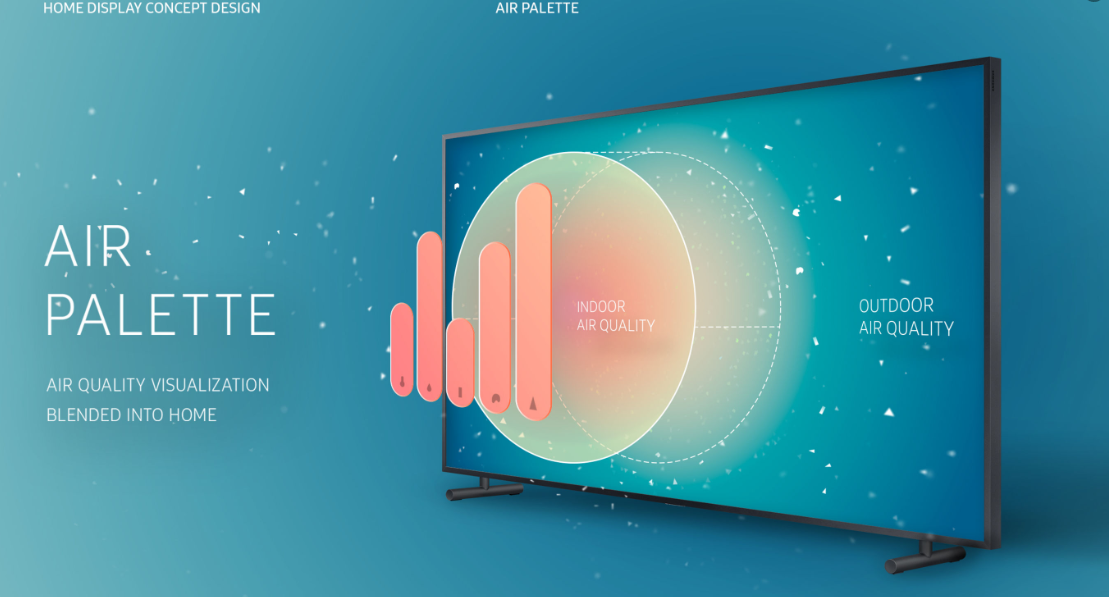 HOME DISPLAY CONCEPT DESIGN
AIR PALETTE
AIR
PALETTE
AIR QUALITY VISUALIZATION
BLENDED INTO HOME
INDOOR
AIR QUALITY
OUTDOOR
AIR QUALITY